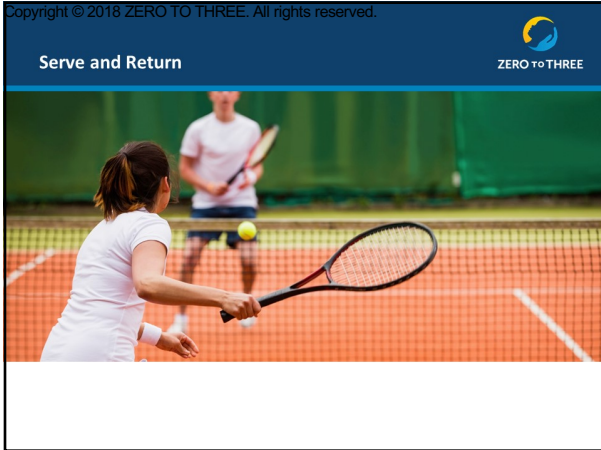 Copyright © 2018 ZERO TO THREE. All rights reserved.
Serve and Return
ZERO TO THREE